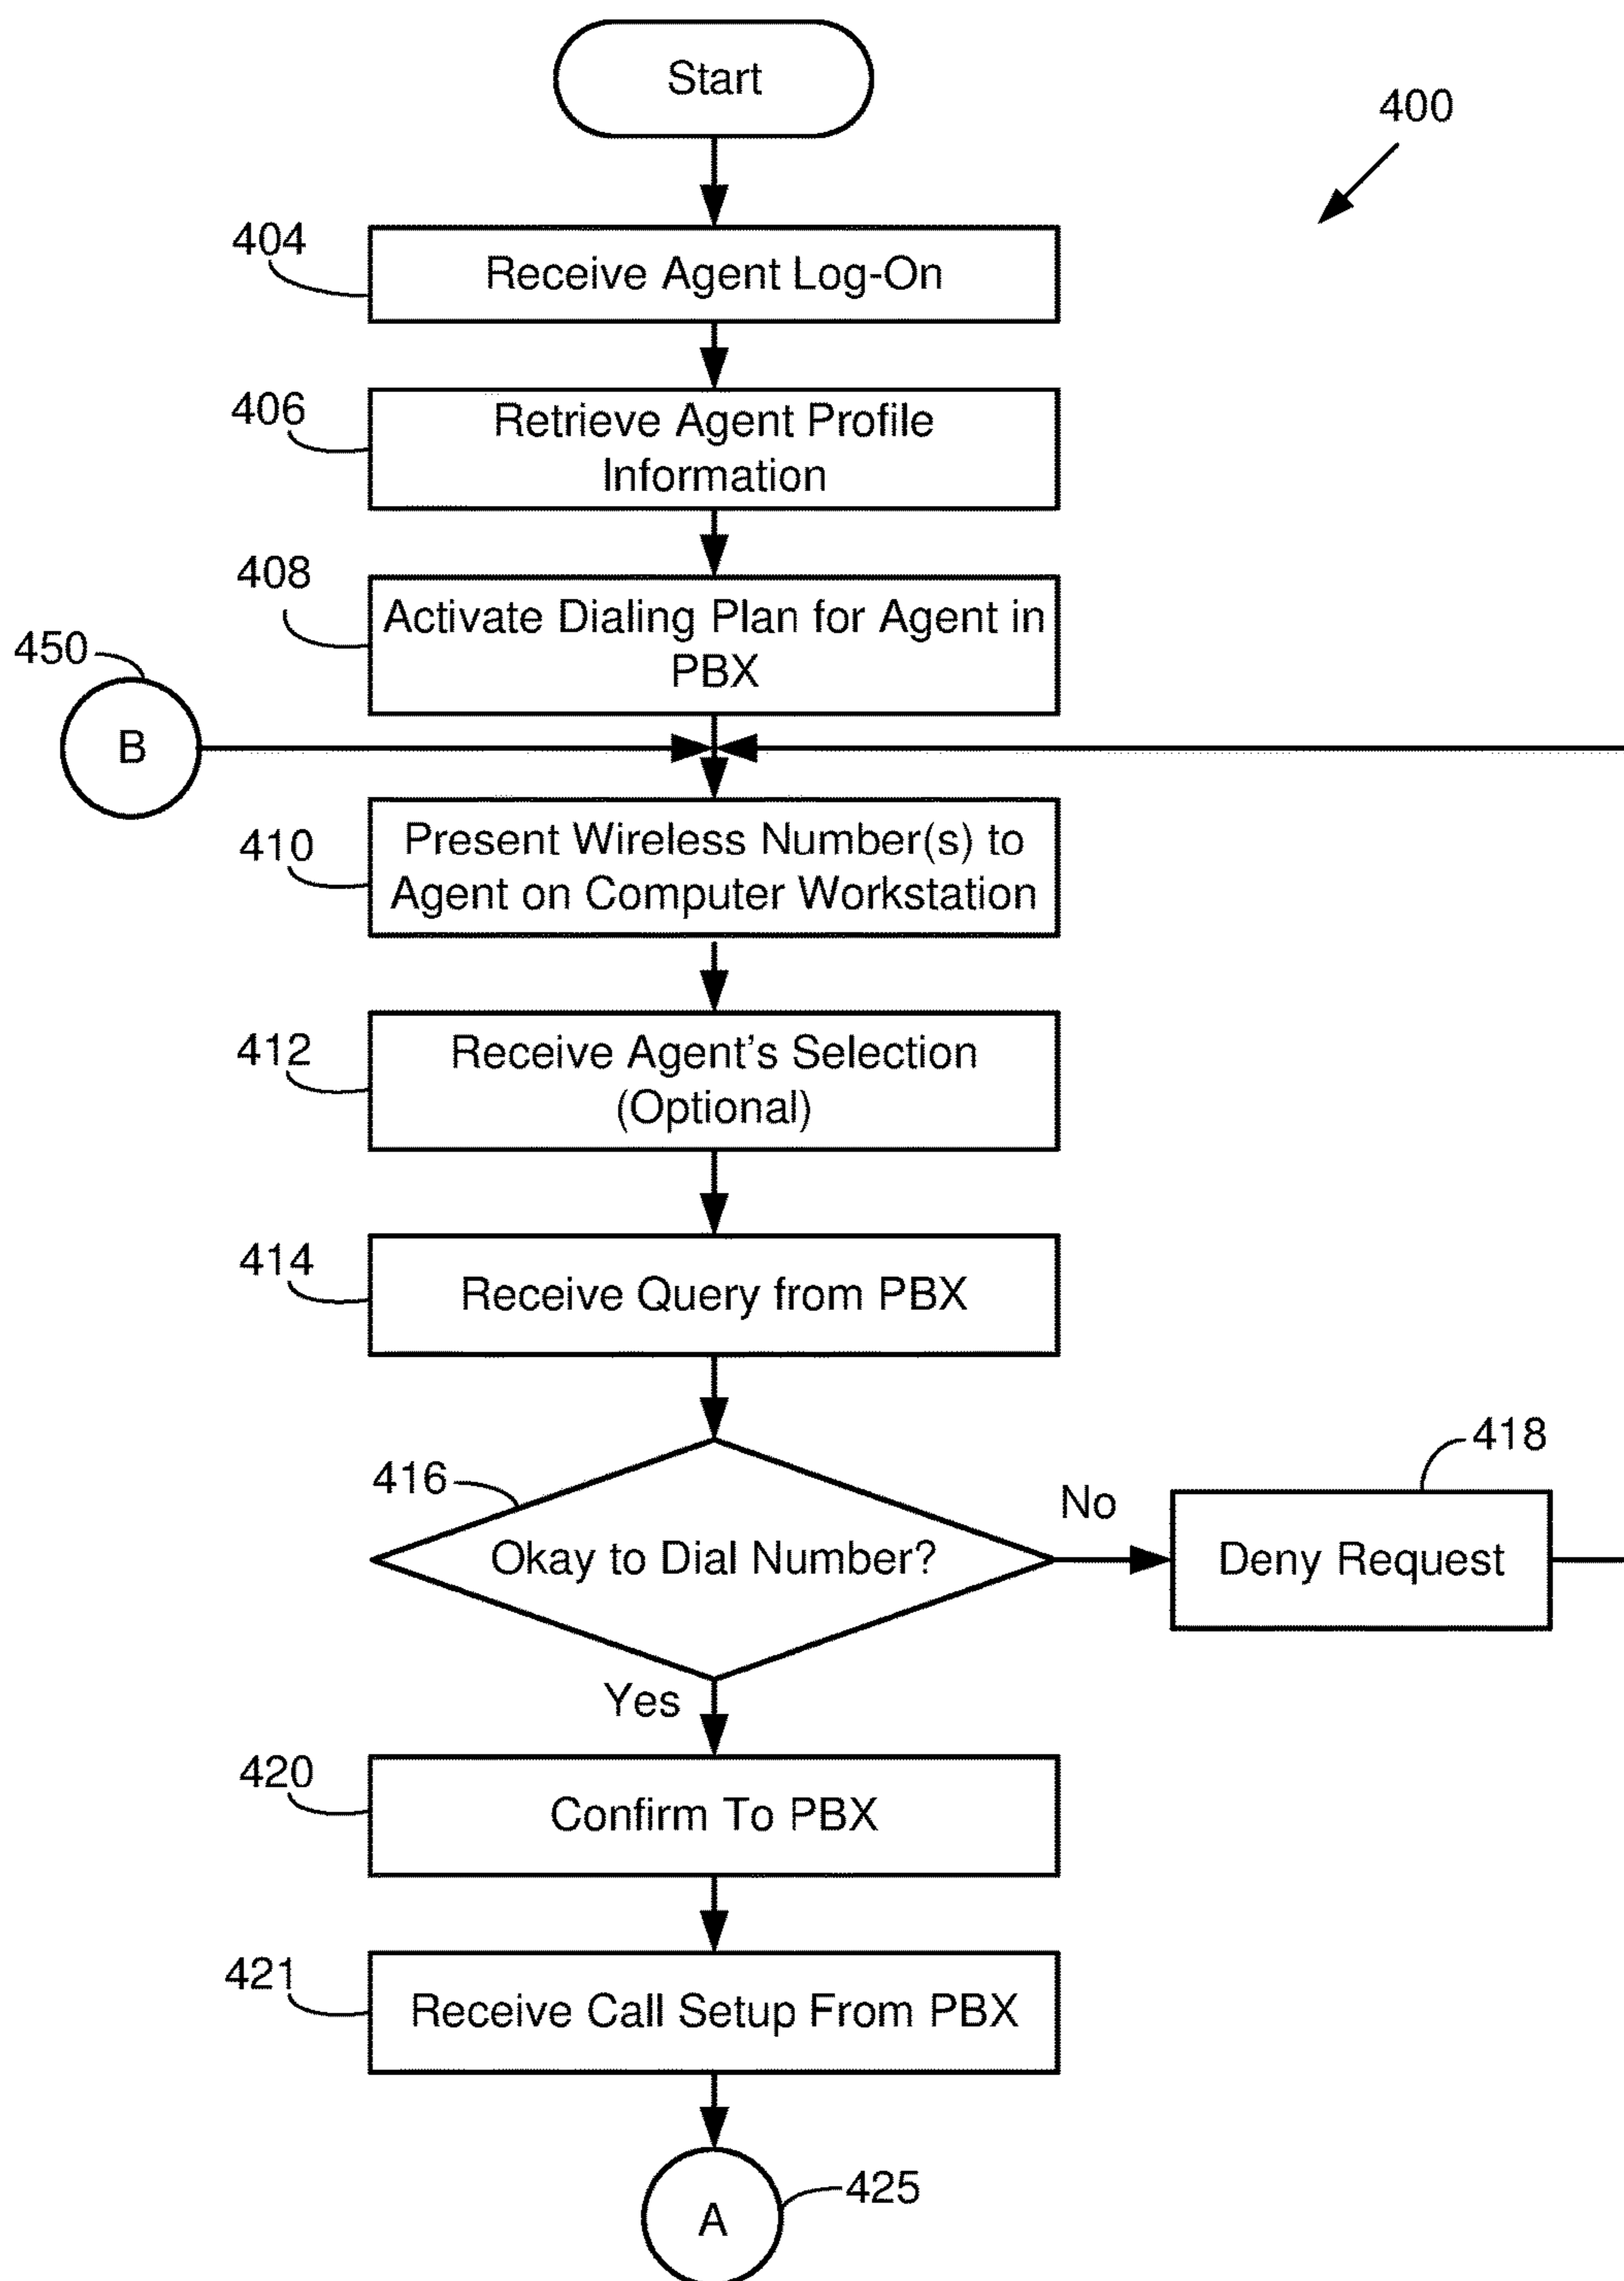 Start
400
404
Receive Agent Log-On
406
Retrieve Agent Profile
Information
408
Activate Dialing Plan for Agent in
PBX
450
B
410
Present Wireless Number(s) to
Agent on Computer Workstation
412
Receive Agent's Selection
(Optional)
414
Receive Query from PBX
416
Okay to Dial Number?
No
418
Deny Request
Yes
420
Confirm To PBX
421
Receive Call Setup From PBX
A
425